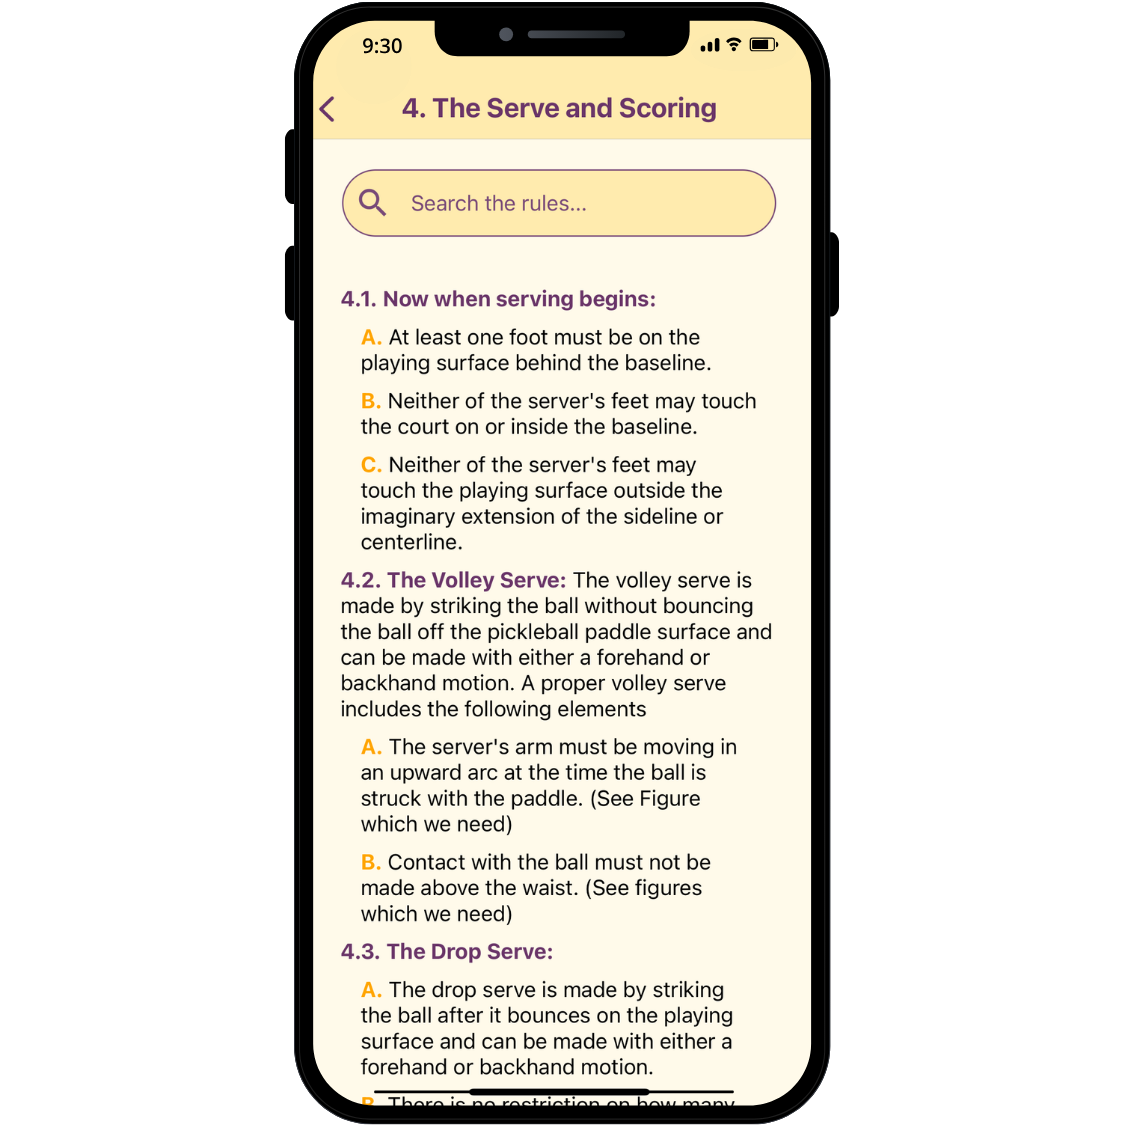 9:30
4. The Serve and Scoring
Search the rules...
4.1. Now when serving begins:
A. At least one foot must be on the
playing surface behind the baseline.
B. Neither of the server's feet may touch
the court on or inside the baseline.
C. Neither of the server's feet may
touch the playing surface outside the
imaginary extension of the sideline or
centerline.
4.2. The Volley Serve: The volley serve is
made by striking the ball without bouncing
the ball off the pickleball paddle surface and
can be made with either a forehand or
backhand motion. A proper volley serve
includes the following elements
A. The server's arm must be moving in
an upward arc at the time the ball is
struck with the paddle. (See Figure
which we need)
B. Contact with the ball must not be
made above the waist. (See figures
which we need)
4.3. The Drop Serve:
A. The drop serve is made by striking
the ball after it bounces on the playing
surface and can be made with either a
forehand or backhand motion.
B. There is no restriction on how many